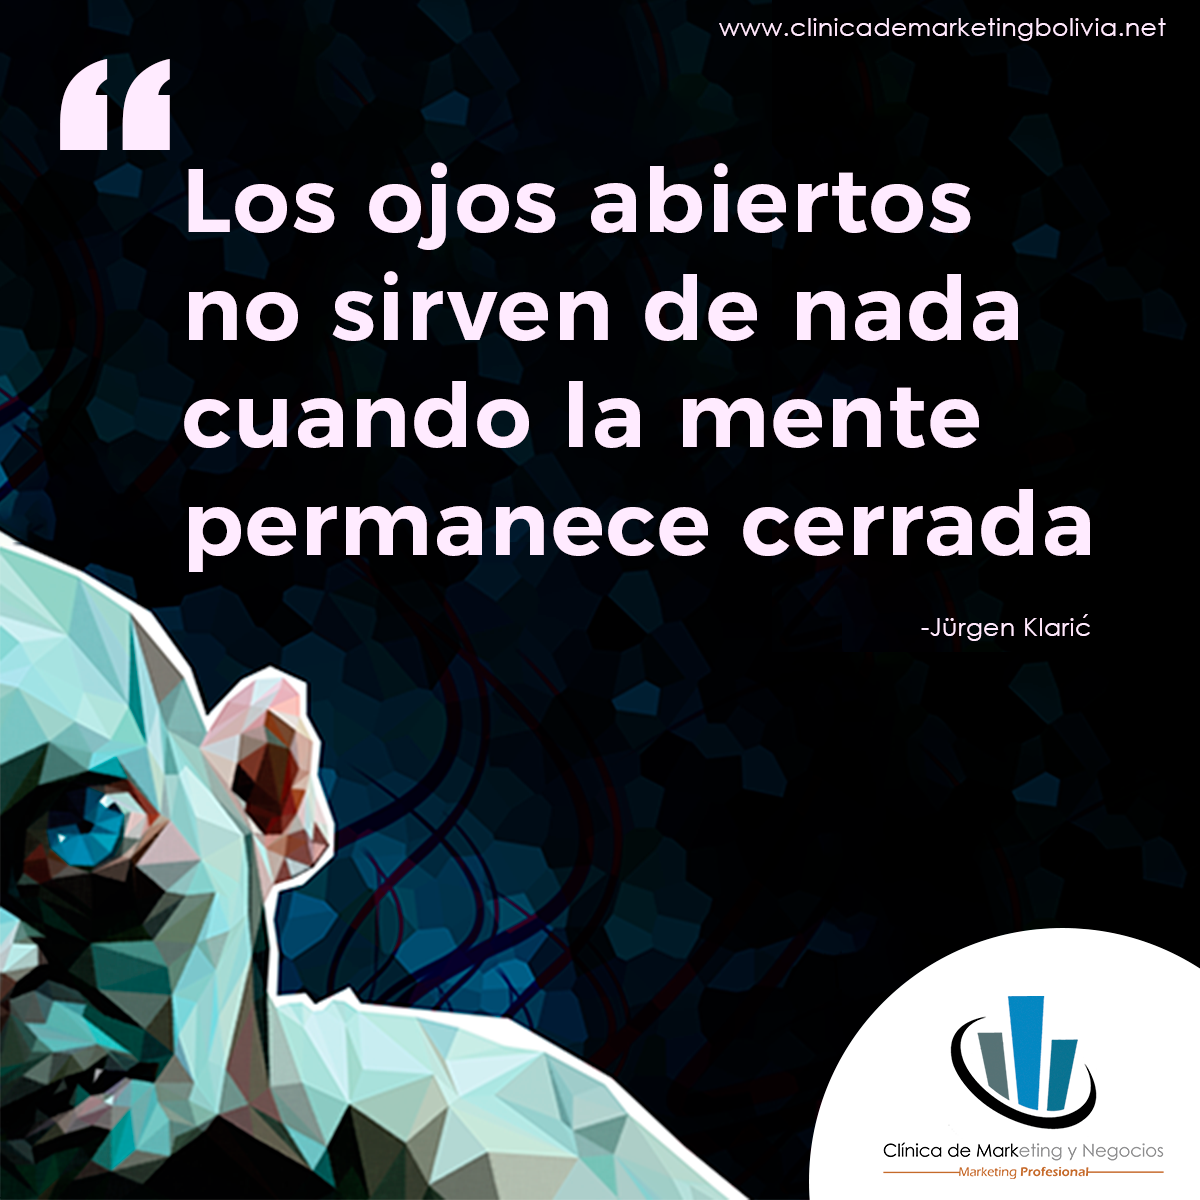 www.clinicademarketingbolivia.net
“
Los ojos abiertos
no sirven de nada
cuando la mente
permanece cerrada
-Jürgen Klarić
Clínica de Marketing y Negocios
Marketing Profesional